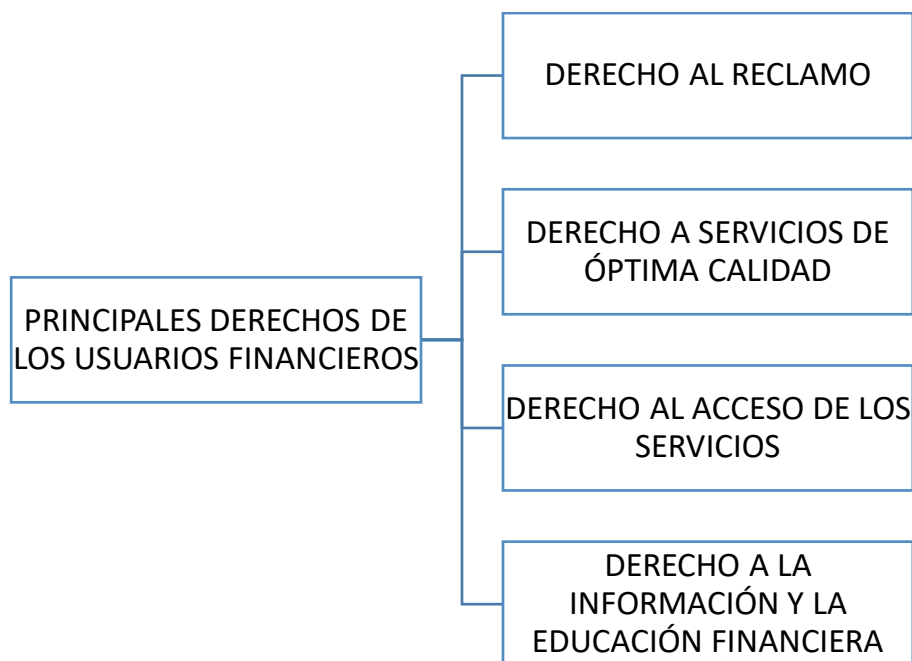 PRINCIPALES DERECHOS DE
LOS USUARIOS FINANCIEROS
DERECHO AL RECLAMO
DERECHO A SERVICIOS DE
ÓPTIMA CALIDAD
DERECHO AL ACCESO DE LOS
SERVICIOS
DERECHO A LA
INFORMACIÓN Y LA
EDUCACIÓN FINANCIERA